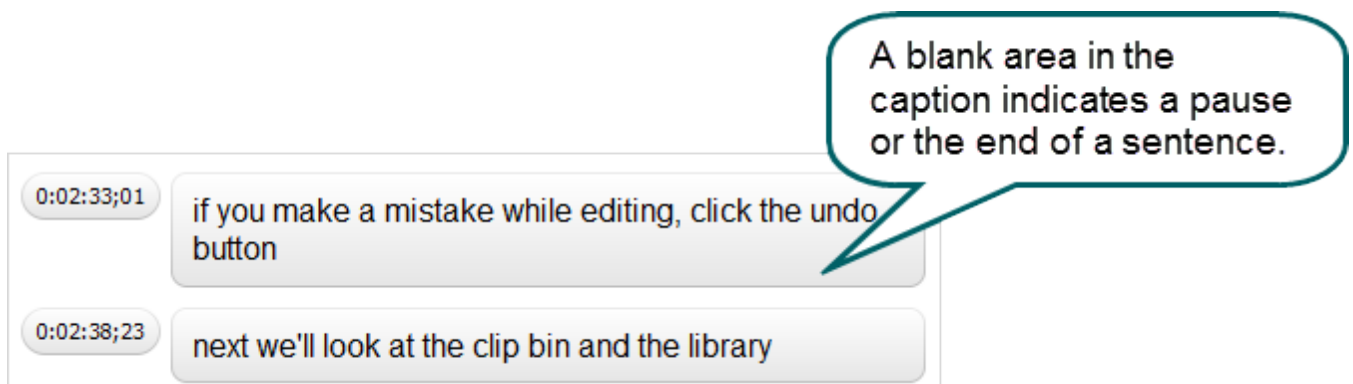 A blank area in the
caption indicates a pause
or the end of a sentence.
0:02:33;01
if you make a mistake while editing, click the undo
button
0:02:38;23
next we'll look at the clip bin and the library